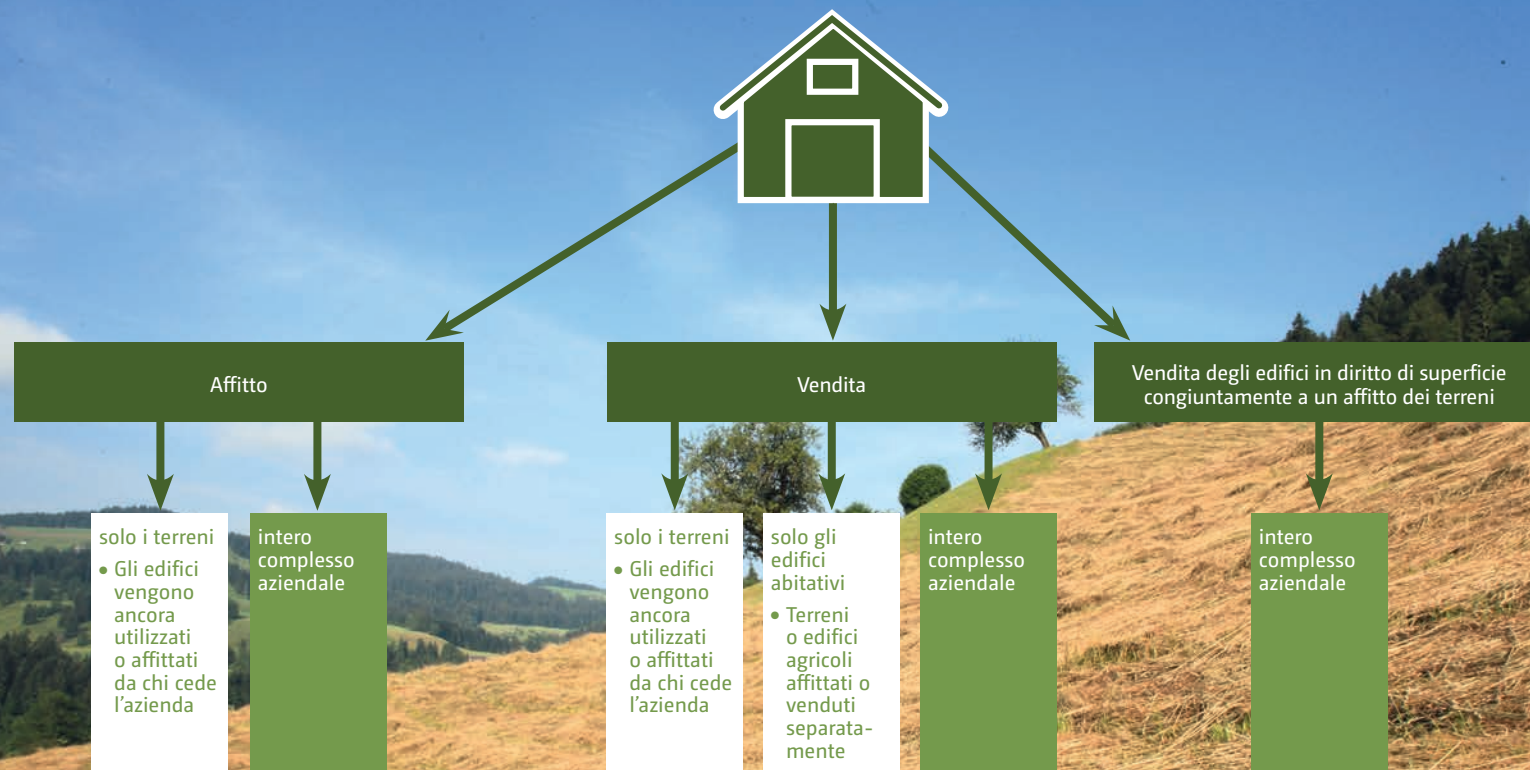 Affitto
Vendita
Vendita degli edifici in diritto di superficie
congiuntamente a un affitto dei terreni
solo i terreni
• Gli edifici
vengono
ancora
utilizzati
o affittati
da chi cede
l’azienda
intero
complesso
aziendale
solo i terreni
• Gli edifici
vengono
ancora
utilizzati
o affittati
da chi cede
l’azienda
solo gli
edifici
abitativi
• Terreni
o edifici
agricoli
affittati o
venduti
separata-
mente
intero
complesso
aziendale
intero
complesso
aziendale